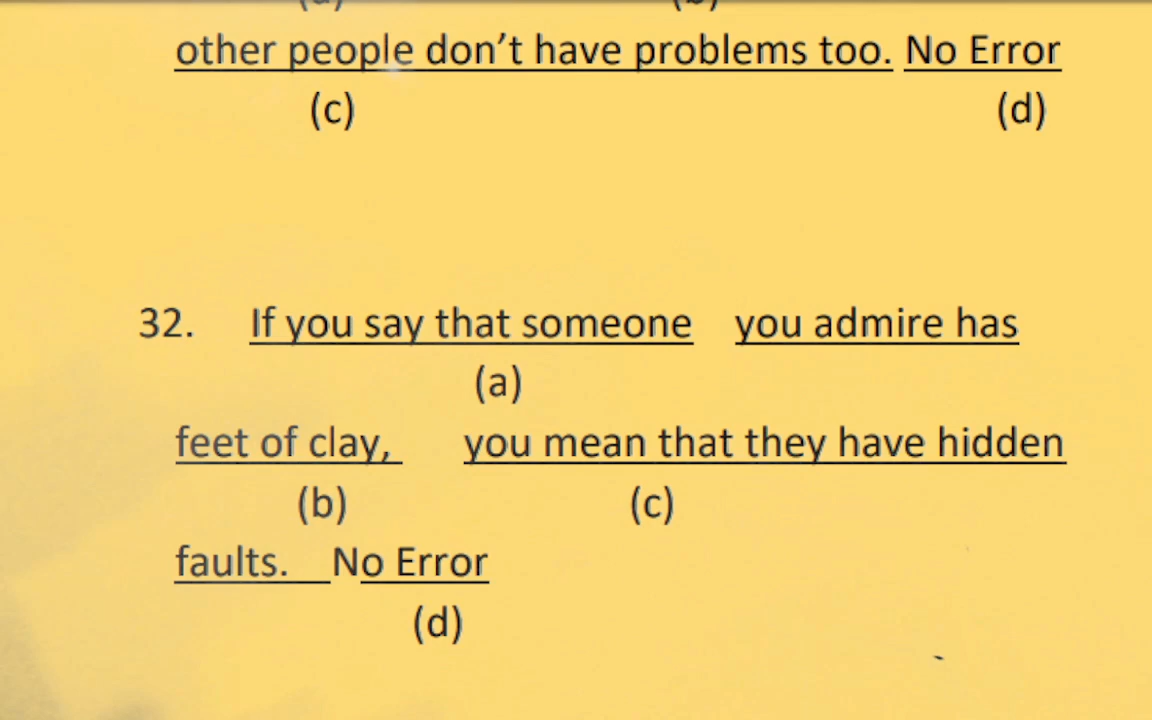 other people don't have problems too. No Error
(c) (d)
32. If you say that someone you admire has
(a)
feet of clay, you mean that they have hidden
(b) (c)
faults. No Error
(d)